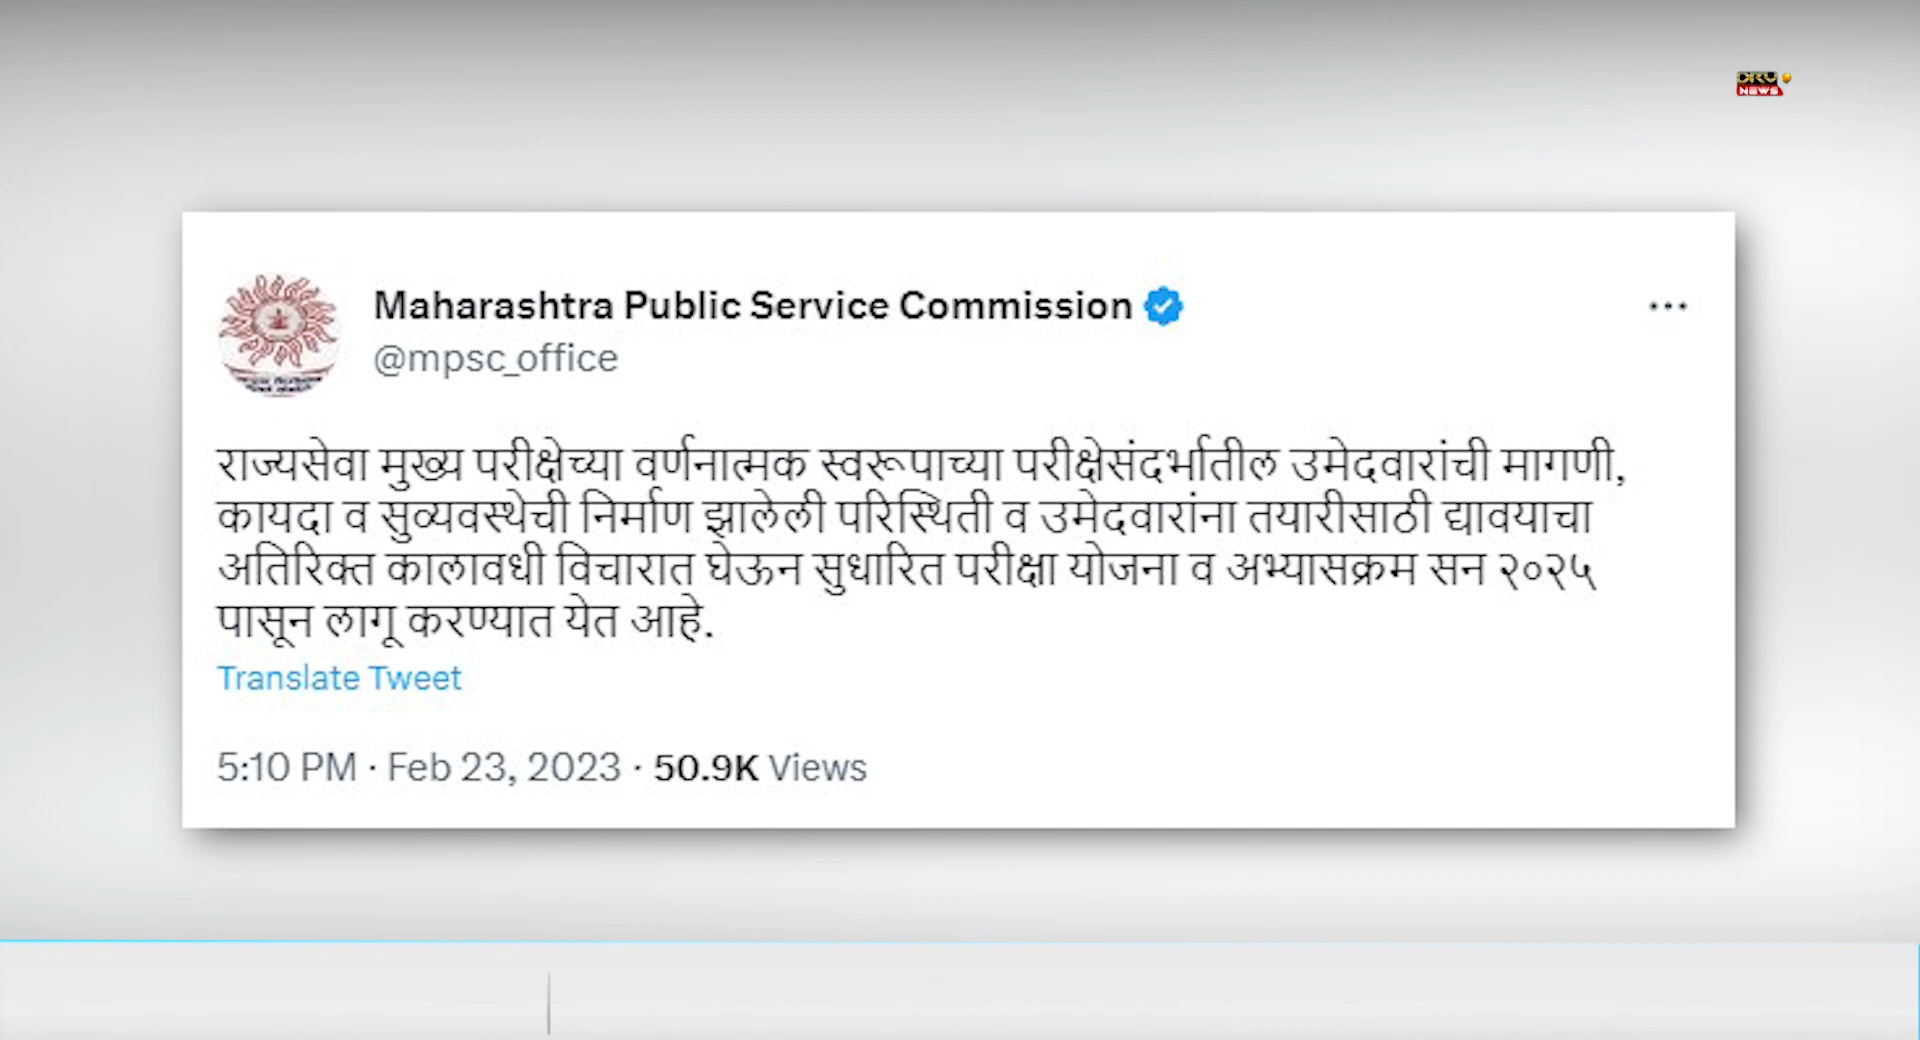 NEWS
Maharashtra Public Service Commission
@mpsc_office
राज्यसेवा मुख्य परीक्षेच्या वर्णनात्मक स्वरूपाच्या परीक्षेसंदर्भातील उमेदवारांची मागणी,
कायदा व सुव्यवस्थेची निर्माण झालेली परिस्थिती व उमेदवारांना तयारीसाठी द्यावयाचा
अतिरिक्त कालावधी विचारात घेऊन सुधारित परीक्षा योजना व अभ्यासक्रम सन २०२५
पासून लागू करण्यात येत आहे.
Translate Tweet
5:10 PM · Feb 23, 2023 · 50.9K Views